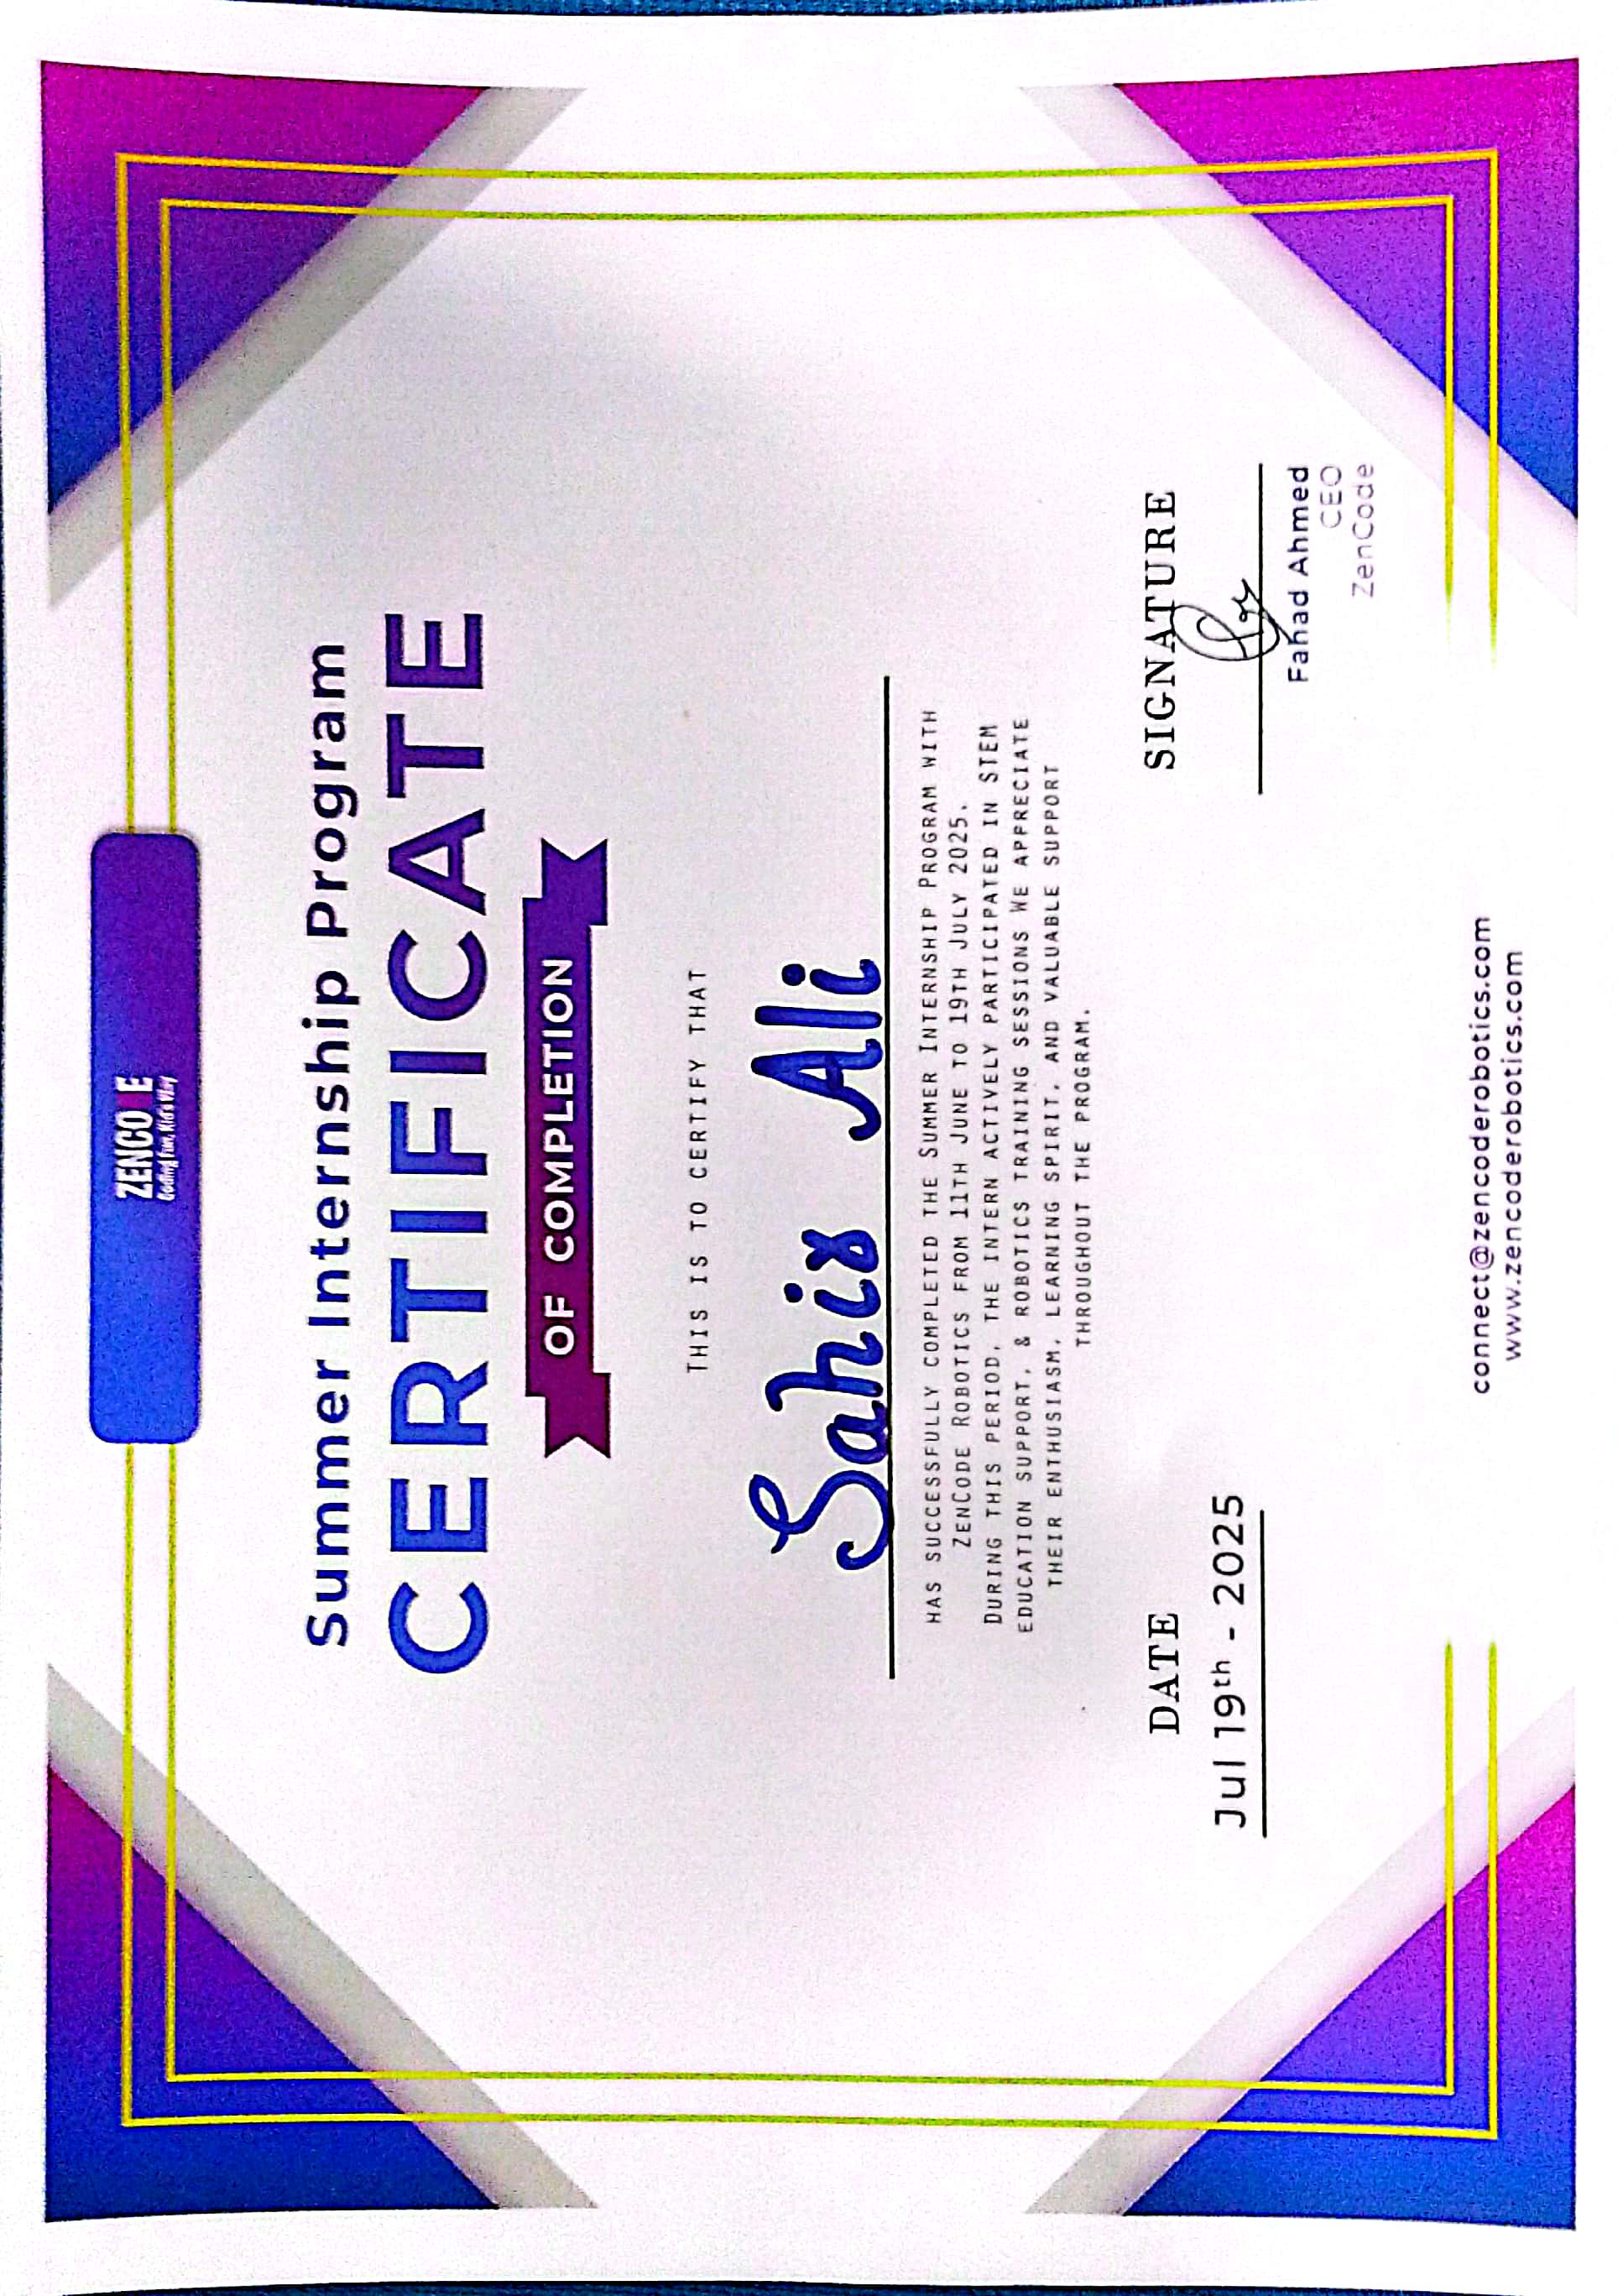 ZENCODE
Coding Fun, Kid's Way
Summer Internship Program
CERTIFICATE
OF COMPLETION
THIS IS TO CERTIFY THAT
Sahir Ali
HAS SUCCESSFULLY COMPLETED THE SUMMER INTERNSHIP PROGRAM WITH
ZENCODE ROBOTICS FROM 11TH JUNE TO 19TH JULY 2025.
DURING THIS PERIOD, THE INTERN ACTIVELY PARTICIPATED IN STEM
EDUCATION SUPPORT, & ROBOTICS TRAINING SESSIONS WE APPRECIATE
THEIR ENTHUSIASM, LEARNING SPIRIT, AND VALUABLE SUPPORT
THROUGHOUT THE PROGRAM.
DATE
Jul 19th - 2025
SIGNATURE
Fahad Ahmed
CEO
ZenCode
connect@zencoderobotics.com
www.zencoderobotics.com